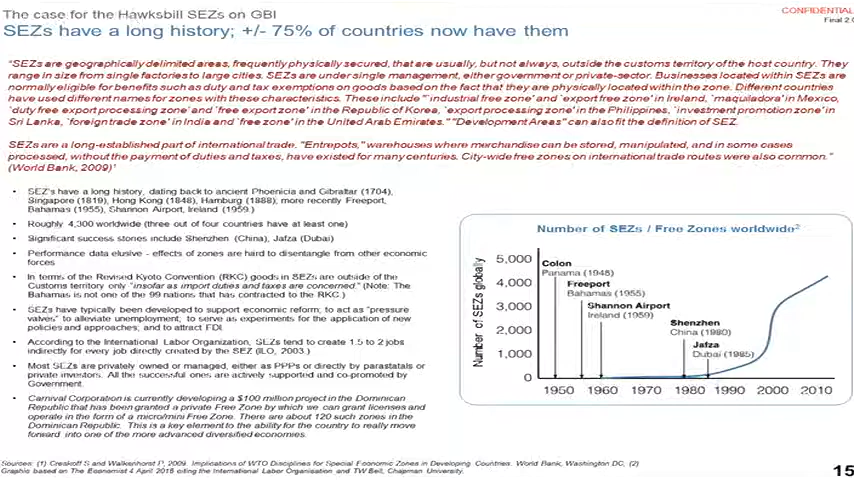 The case for the Hawksbill SEZs on GBI
CONFIDENTIAL
Final 2.0
SEZs have a long history; +/- 75% of countries now have them
"SEZs are geographically delimited areas, frequently physically secured, that are usually, but not always, outside the customs territory of the host country. They
range in size from single factories to large cities. SEZs are under single management, either government or private-sector. Businesses located within SEZs are
normally eligible for benefits such as duty and tax exemptions on goods based on the fact that they are physically located within the zone. Different countries
have used different names for zones with these characteristics. These include "`industrial free zone' and `export free zone' in Ireland, `maquiladora' in Mexico,
`duty free export processing zone' and `free export zone' in the Republic of Korea, `export processing zone' in the Philippines, `investment promotion zone' in
Sri Lanka, `foreign trade zone' in India and `free zone' in the United Arab Emirates." "Development Areas" can also fit the definition of SEZ.
SEZs are a long-established part of international trade, "Entrepots," warehouses where merchandise can be stored, manipulated, and in some cases
processed, without the payment of duties and taxes, have existed for many centuries. City-wide free zones on international trade routes were also common."
(World Bank, 2009)¹
• SEZ's have a long history, dating back to ancient Phoenicia and Gibraltar (1704),
Singapore (1819), Hong Kong (1848), Hamburg (1888); more recently Freeport,
Bahamas (1955), Shannon Airport, Ireland (1959.)
• Roughly 4,300 worldwide (three out of four countries have at least one)
• Significant success stories include Shenzhen (China), Jafza (Dubai)
• Performance data elusive - effects of zones are hard to disentangle from other economic
forces
• In terms of the Revised Kyoto Convention (RKC) goods in SEZs are outside of the
Customs territory only "insofar as import duties and taxes are concerned." (Note: The
Bahamas is not one of the 99 nations that has contracted to the RKC.)
• SEZs have typically been developed to support economic reform; to act as "pressure
valves" to alleviate unemployment; to serve as experiments for the application of new
policies and approaches; and to attract FDI.
• According to the International Labor Organization, SEZs tend to create 1.5 to 2 jobs
indirectly for every job directly created by the SEZ (ILO, 2003.)
• Most SEZs are privately owned or managed, either as PPPs or directly by parastatals or
private investors. All the successful ones are actively supported and co-promoted by
Government.
• Carnival Corporation is currently developing a $100 million project in the Dominican
Republic that has been granted a private Free Zone by which we can grant licenses and
operate in the form of a micro/mini Free Zone. There are about 120 such zones in the
Dominican Republic. This is a key element to the ability for the country to really move
forward into one of the more advanced diversified economies.
Number of SEZs / Free Zones worldwide²
Number of SEZs globally
5,000
4,000
3,000
2,000
1,000
0
Colon
Panama (1948)
Freeport
Bahamas (1955)
Shannon Airport
Ireland (1959)
Shenzhen
China (1980)
Jafza
Dubai (1985)
1950 1960 1970 1980 1990 2000 2010
Sources: (1) Creskoff S and Walkenhorst P, 2009. Implications of WTO Disciplines for Special Economic Zones in Developing Countries. World Bank, Washington DC, (2)
Graphic based on The Economist 4 April 2015 citing the International Labor Organisation and TW Bell, Chapman University.
15